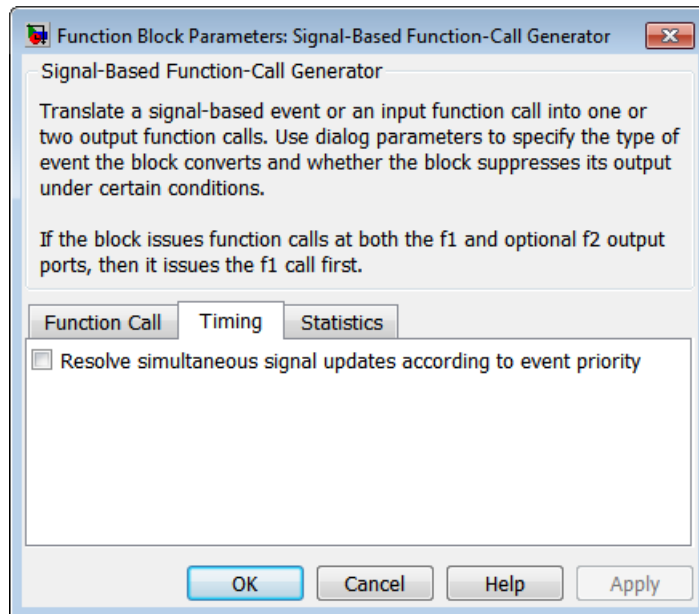 Function Block Parameters: Signal-Based Function-Call Generator
Signal-Based Function-Call Generator
Translate a signal-based event or an input function call into one or
two output function calls. Use dialog parameters to specify the type of
event the block converts and whether the block suppresses its output
under certain conditions.
If the block issues function calls at both the f1 and optional f2 output
ports, then it issues the f1 call first.
Function Call Timing Statistics
Resolve simultaneous signal updates according to event priority
OK Cancel Help Apply